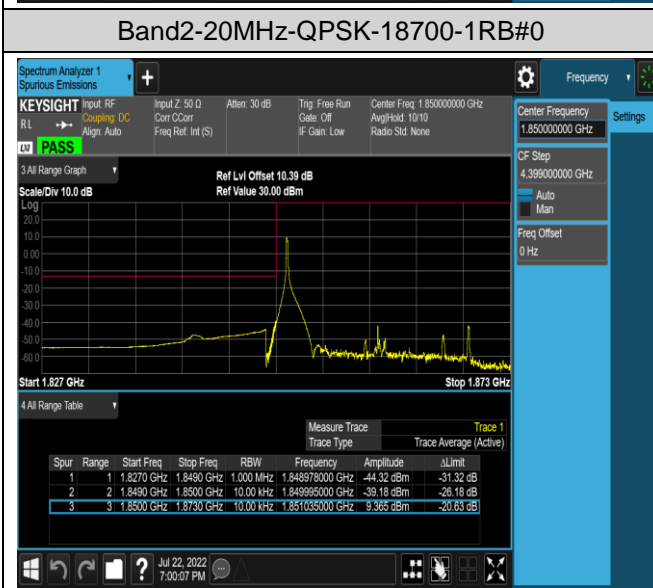 Band2-20MHz-QPSK-18700-1RB#0
Spectrum Analyzer 1
Spurious Emissions
+
Frequency
KEYSIGHT
RL
Input: RF
Coupling: DC
Align: Auto
Input Z: 50 Ω
Corr CCorr
Freq Ref: Int (S)
Atten: 30 dB
Trig: Free Run
Gate: Off
IF Gain: Low
Center Freq: 1.850000000 GHz
Avg|Hold: 10/10
Radio Std: None
LXI PASS
Center Frequency
1.850000000 GHz
Settings
CF Step
4.399000000 GHz
Auto
Man
Freq Offset
0 Hz
3 All Range Graph
Scale/Div 10.0 dB
Ref Lvl Offset 10.39 dB
Ref Value 30.00 dBm
Log
20.0
10.0
0.00
-10.0
-20.0
-30.0
-40.0
-50.0
-60.0
Start 1.827 GHz
Stop 1.873 GHz
4 All Range Table
Measure Trace Trace 1
Trace Type Trace Average (Active)
Spur Range Start Freq Stop Freq RBW Frequency Amplitude ΔLimit
1 1 1.8270 GHz 1.8490 GHz 1.000 MHz 1.848978000 GHz -44.32 dBm -31.32 dB
2 2 1.8490 GHz 1.8500 GHz 10.00 kHz 1.849995000 GHz -39.18 dBm -26.18 dB
3 3 1.8500 GHz 1.8730 GHz 10.00 kHz 1.851035000 GHz 9.365 dBm -20.63 dB
?
Jul 22, 2022
7:00:07 PM